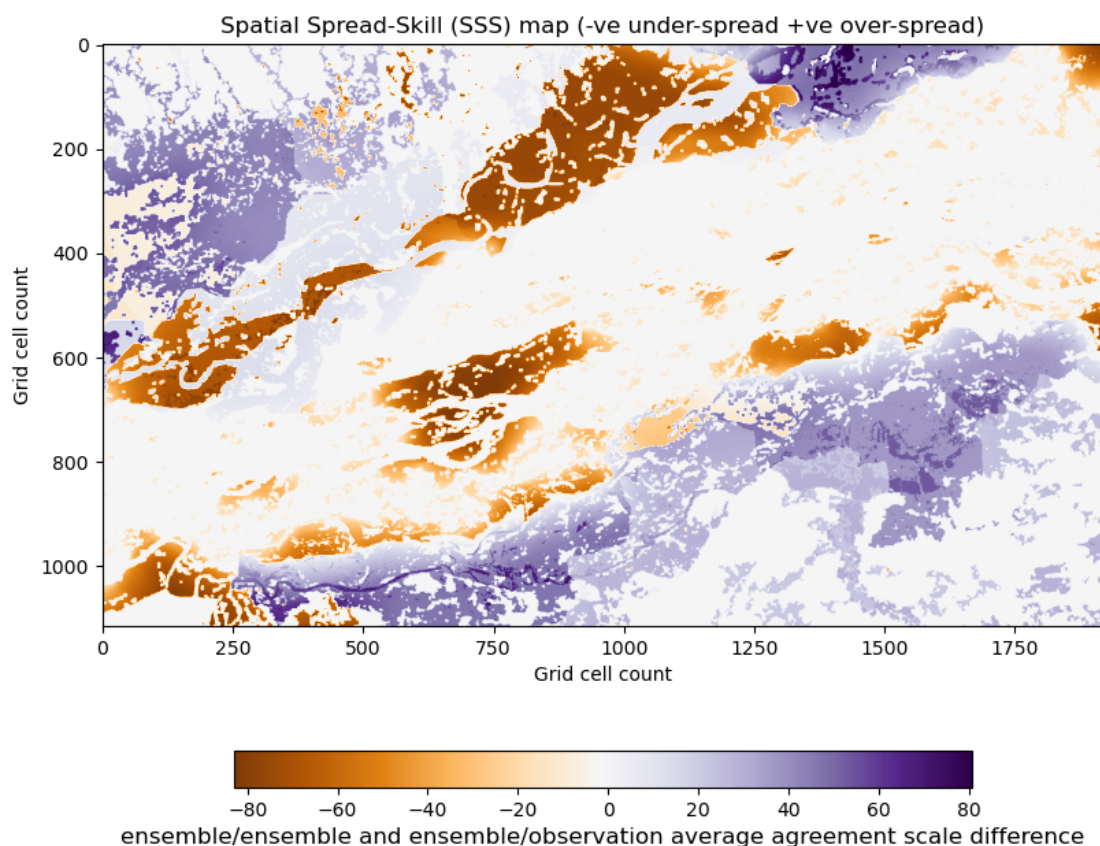 Spatial Spread-Skill (SSS) map (-ve under-spread +ve over-spread)
0
200
400
600
800
1000
Grid cell count
0 250 500 750 1000 1250 1500 1750
Grid cell count
−80 −60 −40 −20 0 20 40 60 80
ensemble/ensemble and ensemble/observation average agreement scale difference